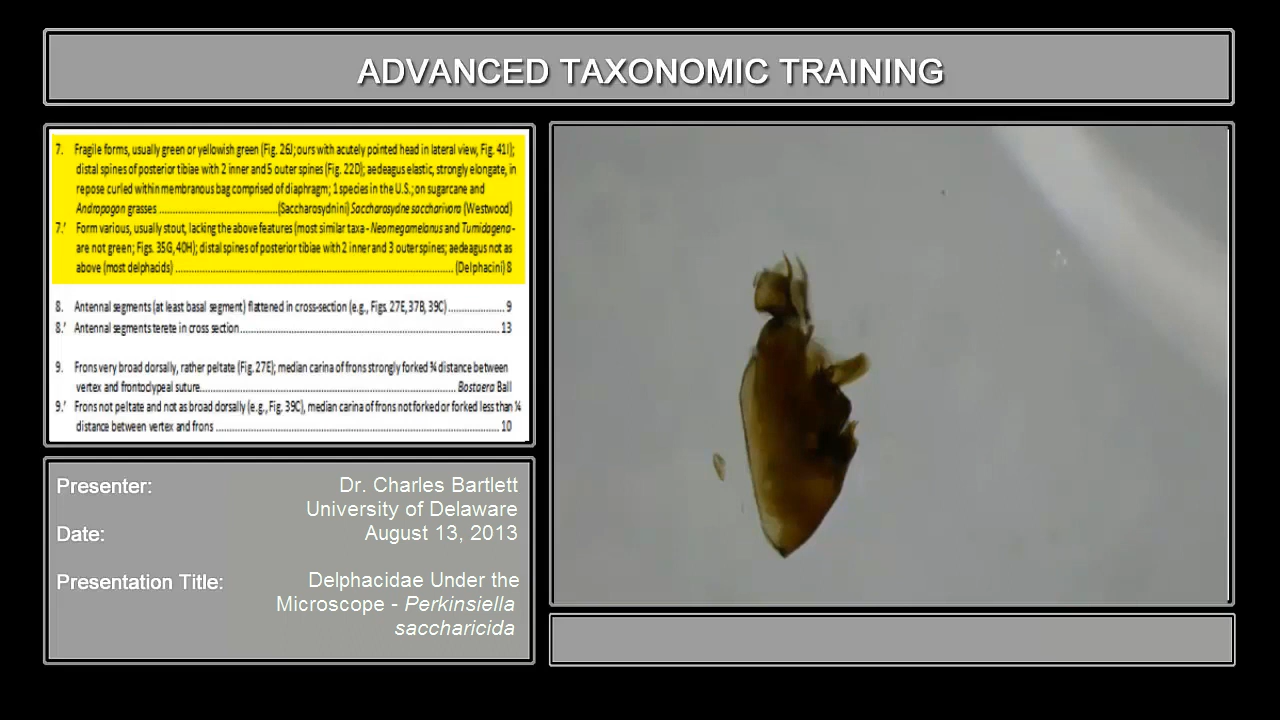 ADVANCED TAXONOMIC TRAINING
7. Fragile forms, usually green or yellowish green (Fig. 26J; ours with acutely pointed head in lateral view, Fig. 41I);
distal spines of posterior tibiae with 2 inner and 5 outer spines (Fig. 22D); aedeagus elastic, strongly elongate, in
repose curled within membranous bag comprised of diaphragm; 1 species in the U.S.; on sugarcane and
Andropogon grasses ........................................(Saccharosydnini) Saccharosydne saccharivora (Westwood)
7.' Form various, usually stout, lacking the above features (most similar taxa - Neomegamelanus and Tumidagena -
are not green; Figs. 35G, 40H); distal spines of posterior tibiae with 2 inner and 3 outer spines; aedeagus not as
above (most delphacids) ............................................................................................ (Delphacini) 8
8. Antennal segments (at least basal segment) flattened in cross-section (e.g., Figs. 27E, 37B, 39C) .................... 9
8.' Antennal segments terete in cross section........................................................................................... 13
9. Frons very broad dorsally, rather peltate (Fig. 27E); median carina of frons strongly forked ¾ distance between
vertex and frontoclypeal suture...................................................................................... Bostaera Ball
9.' Frons not peltate and not as broad dorsally (e.g., Fig. 39C), median carina of frons not forked or forked less than ¼
distance between vertex and frons ................................................................................................ 10
Presenter: Dr. Charles Bartlett
University of Delaware
Date: August 13, 2013
Presentation Title: Delphacidae Under the
Microscope - Perkinsiella
saccharicida